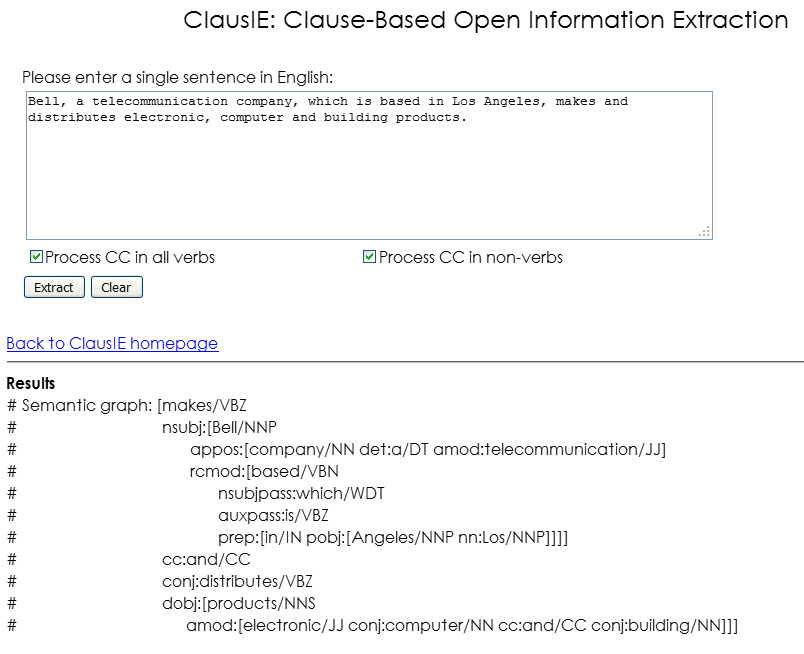 ClausIE: Clause-Based Open Information Extraction
Please enter a single sentence in English:
Bell, a telecommunication company, which is based in Los Angeles, makes and
distributes electronic, computer and building products.
Process CC in all verbs Process CC in non-verbs
Extract Clear
Back to ClausIE homepage
Results
# Semantic graph: [makes/VBZ
# nsubj:[Bell/NNP
# appos:[company/NN det:a/DT amod:telecommunication/JJ]
# rcmod:[based/VBN
# nsubjpass:which/WDT
# auxpass:is/VBZ
# prep:[in/IN pobj:[Angeles/NNP nn:Los/NNP]]]]
# cc:and/CC
# conj:distributes/VBZ
# dobj:[products/NNS
# amod:[electronic/JJ conj:computer/NN cc:and/CC conj:building/NN]]]